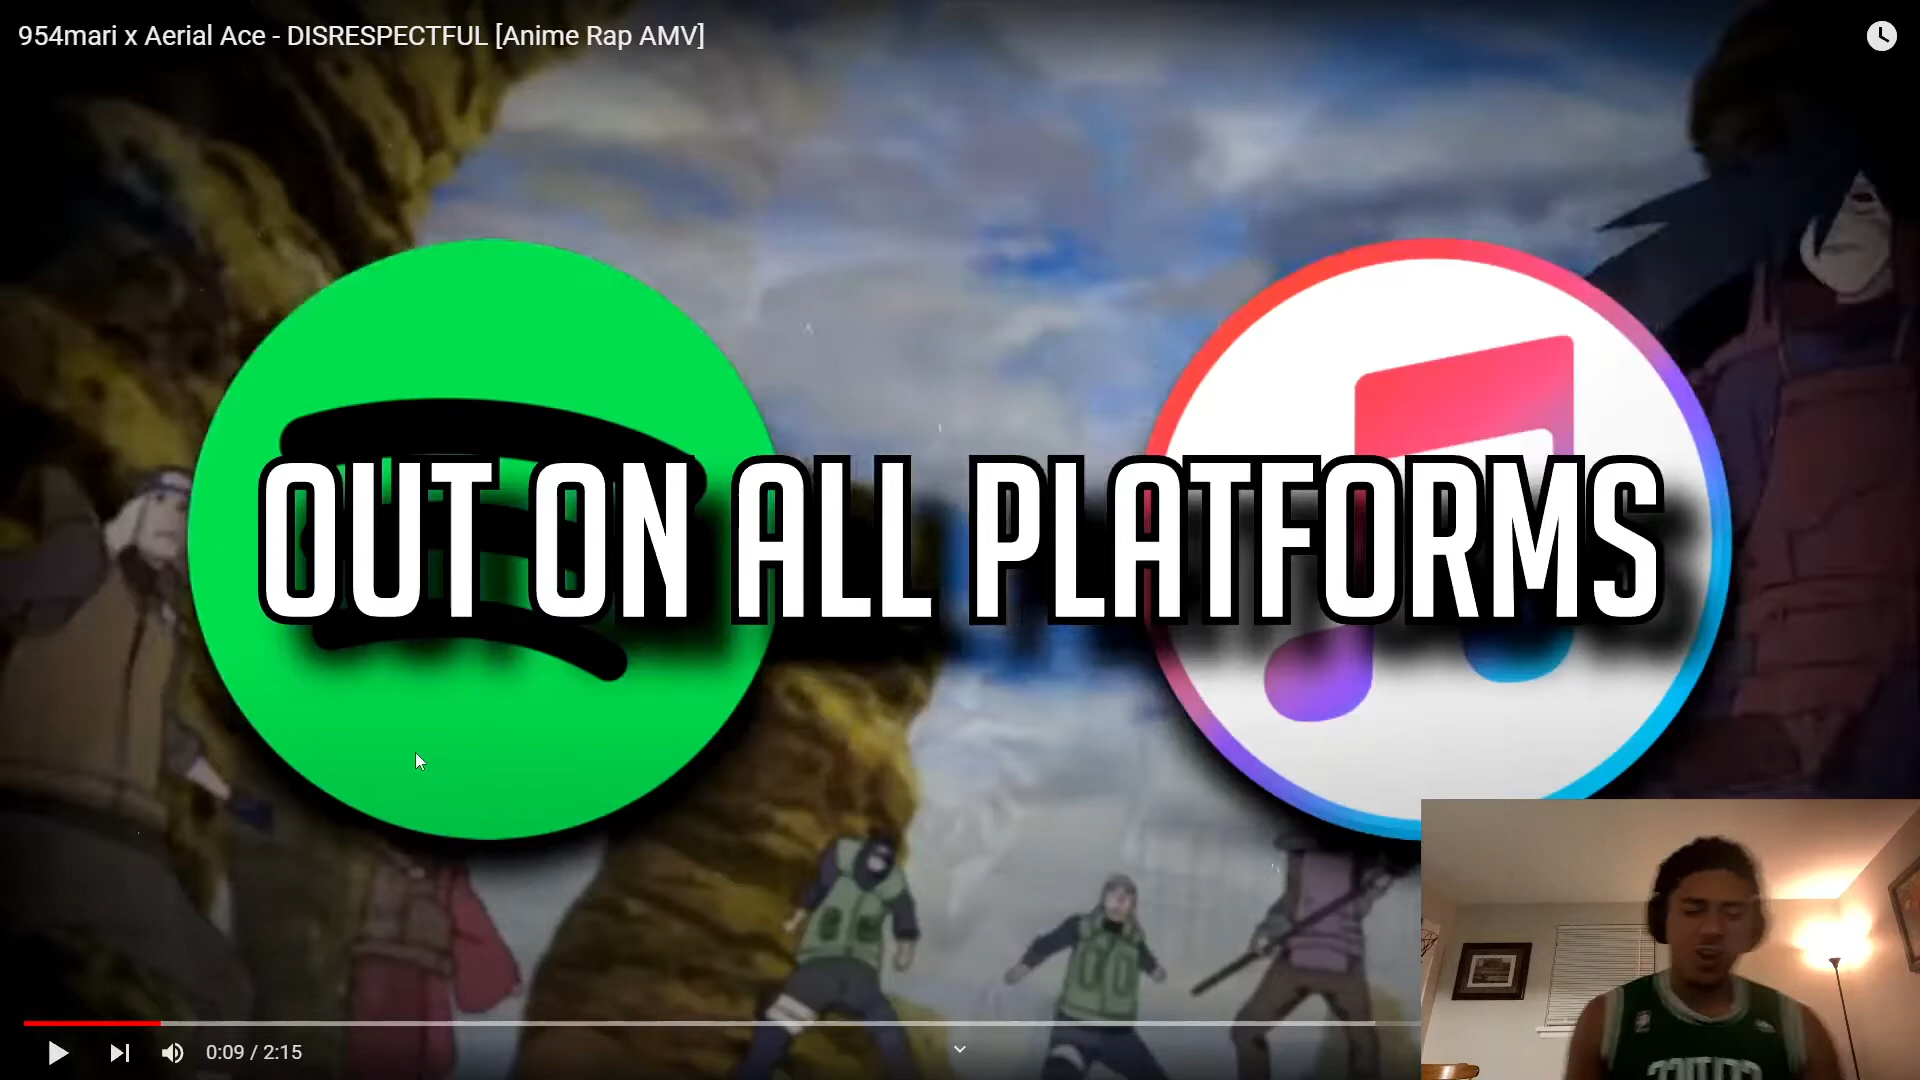 954mari x Aerial Ace - DISRESPECTFUL [Anime Rap AMV]
OUT ON ALL PLATFORMS
0:09 / 2:15